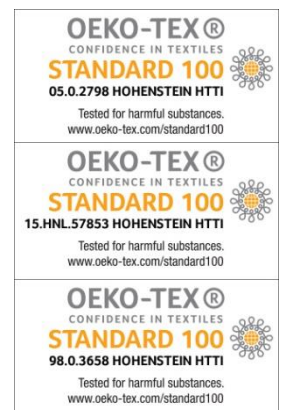 OEKO-TEX®
CONFIDENCE IN TEXTILES
STANDARD 100
05.0.2798 HOHENSTEIN HTTI
Tested for harmful substances.
www.oeko-tex.com/standard100
OEKO-TEX®
CONFIDENCE IN TEXTILES
STANDARD 100
15.HNL.57853 HOHENSTEIN HTTI
Tested for harmful substances.
www.oeko-tex.com/standard100
OEKO-TEX®
CONFIDENCE IN TEXTILES
STANDARD 100
98.0.3658 HOHENSTEIN HTTI
Tested for harmful substances.
www.oeko-tex.com/standard100